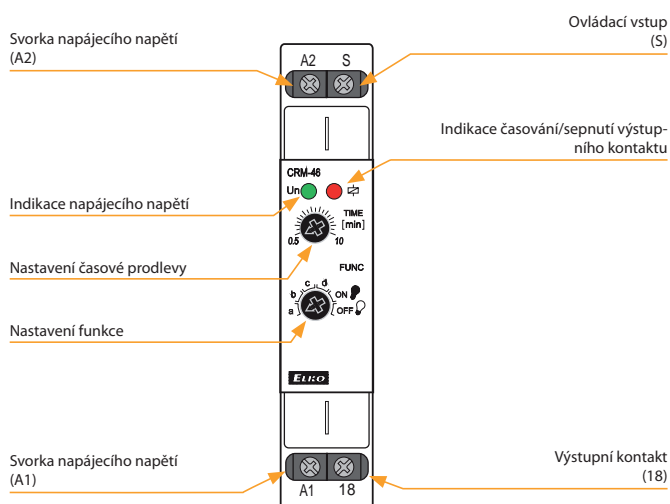 Svorka napájecího napětí
(A2)
Ovládací vstup
(S)
A2 S
Indikace časování/sepnutí výstup-
ního kontaktu
CRM-46
Un
Indikace napájecího napětí
TIME
[min]
0.5 10
Nastavení časové prodlevy
FUNC
a b c d ON
OFF
Nastavení funkce
ELKO
Svorka napájecího napětí
(A1)
Výstupní kontakt
(18)
A1 18